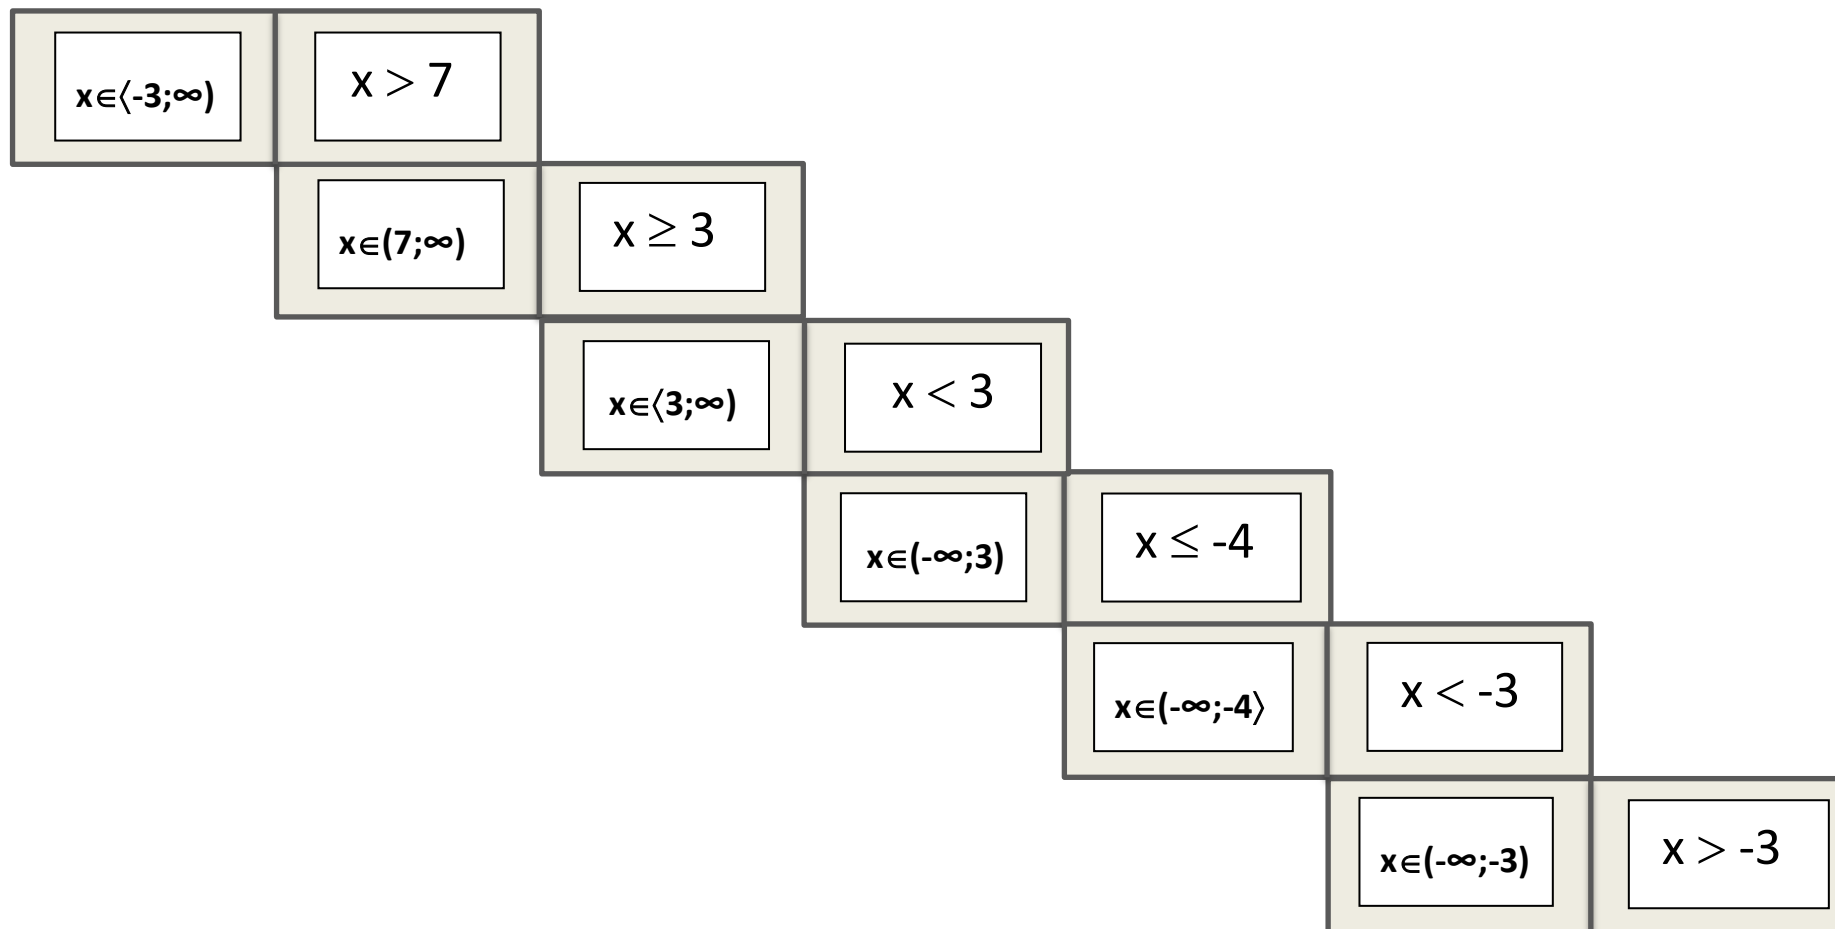 x∈⟨-3;∞)
x > 7
x∈(7;∞)
x ≥ 3
x∈⟨3;∞)
x < 3
x∈(-∞;3)
x ≤ -4
x∈(-∞;-4⟩
x < -3
x∈(-∞;-3)
x > -3